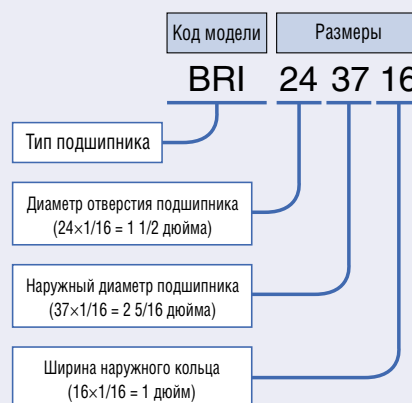 Код модели Размеры
BRI 24 37 16
Тип подшипника
Диаметр отверстия подшипника
(24×1/16 = 1 1/2 дюйма)
Наружный диаметр подшипника
(37×1/16 = 2 5/16 дюйма)
Ширина наружного кольца
(16×1/16 = 1 дюйм)